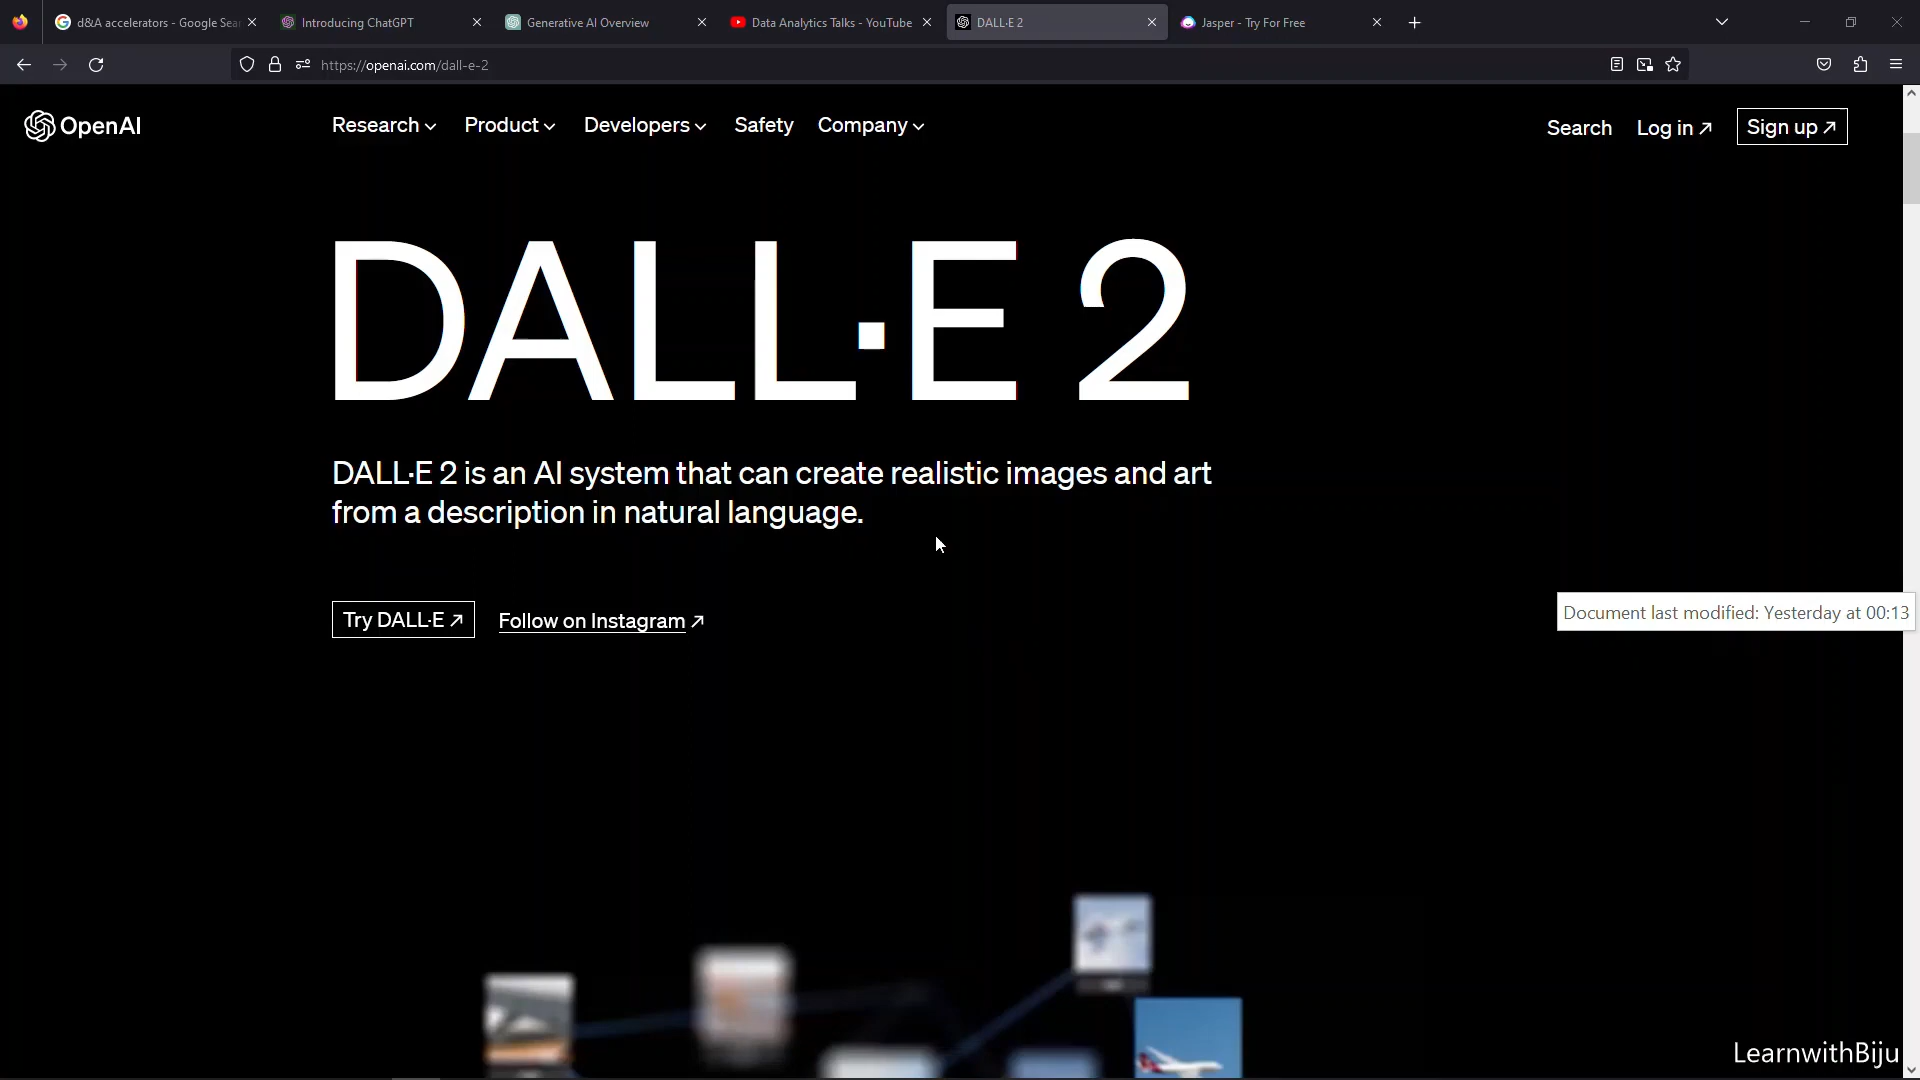 d&A accelerators - Google Sea
Introducing ChatGPT
Generative AI Overview
Data Analytics Talks - YouTube
DALL·E 2
Jasper - Try For Free
https://openai.com/dall-e-2
OpenAI
Research
Product
Developers
Safety
Company
Search
Log in
Sign up
DALL·E 2
DALL·E 2 is an AI system that can create realistic images and art
from a description in natural language.
Try DALL·E
Follow on Instagram
Document last modified: Yesterday at 00:13
LearnwithBiju